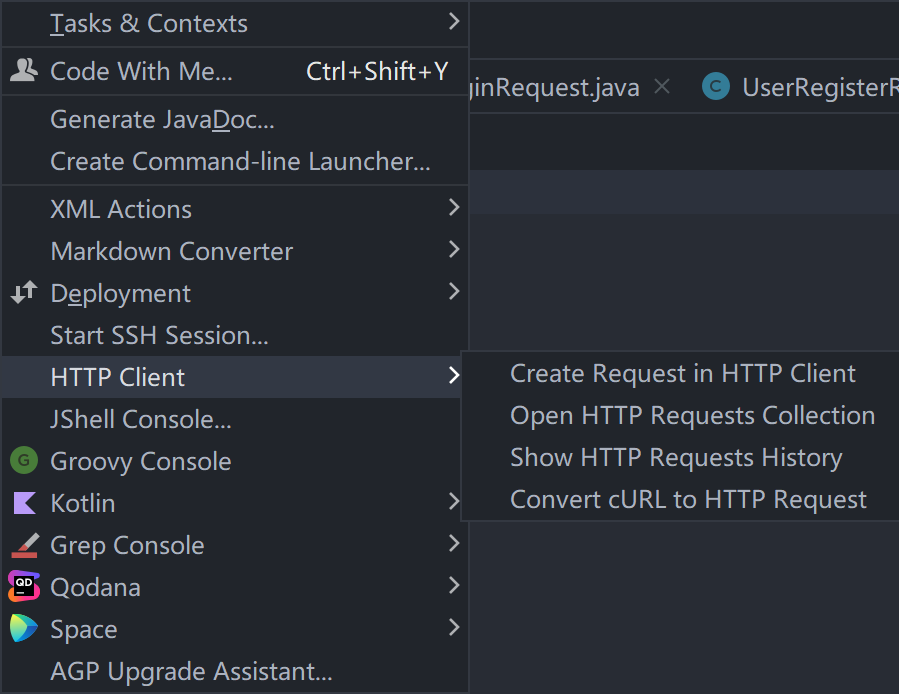 Tasks & Contexts
Code With Me... Ctrl+Shift+Y
ginRequest.java
C UserRegisterR
Generate JavaDoc...
Create Command-line Launcher...
XML Actions
Markdown Converter
Deployment
Start SSH Session...
HTTP Client
Create Request in HTTP Client
Open HTTP Requests Collection
Show HTTP Requests History
Convert cURL to HTTP Request
JShell Console...
G Groovy Console
Kotlin
Grep Console
QD Qodana
Space
AGP Upgrade Assistant...